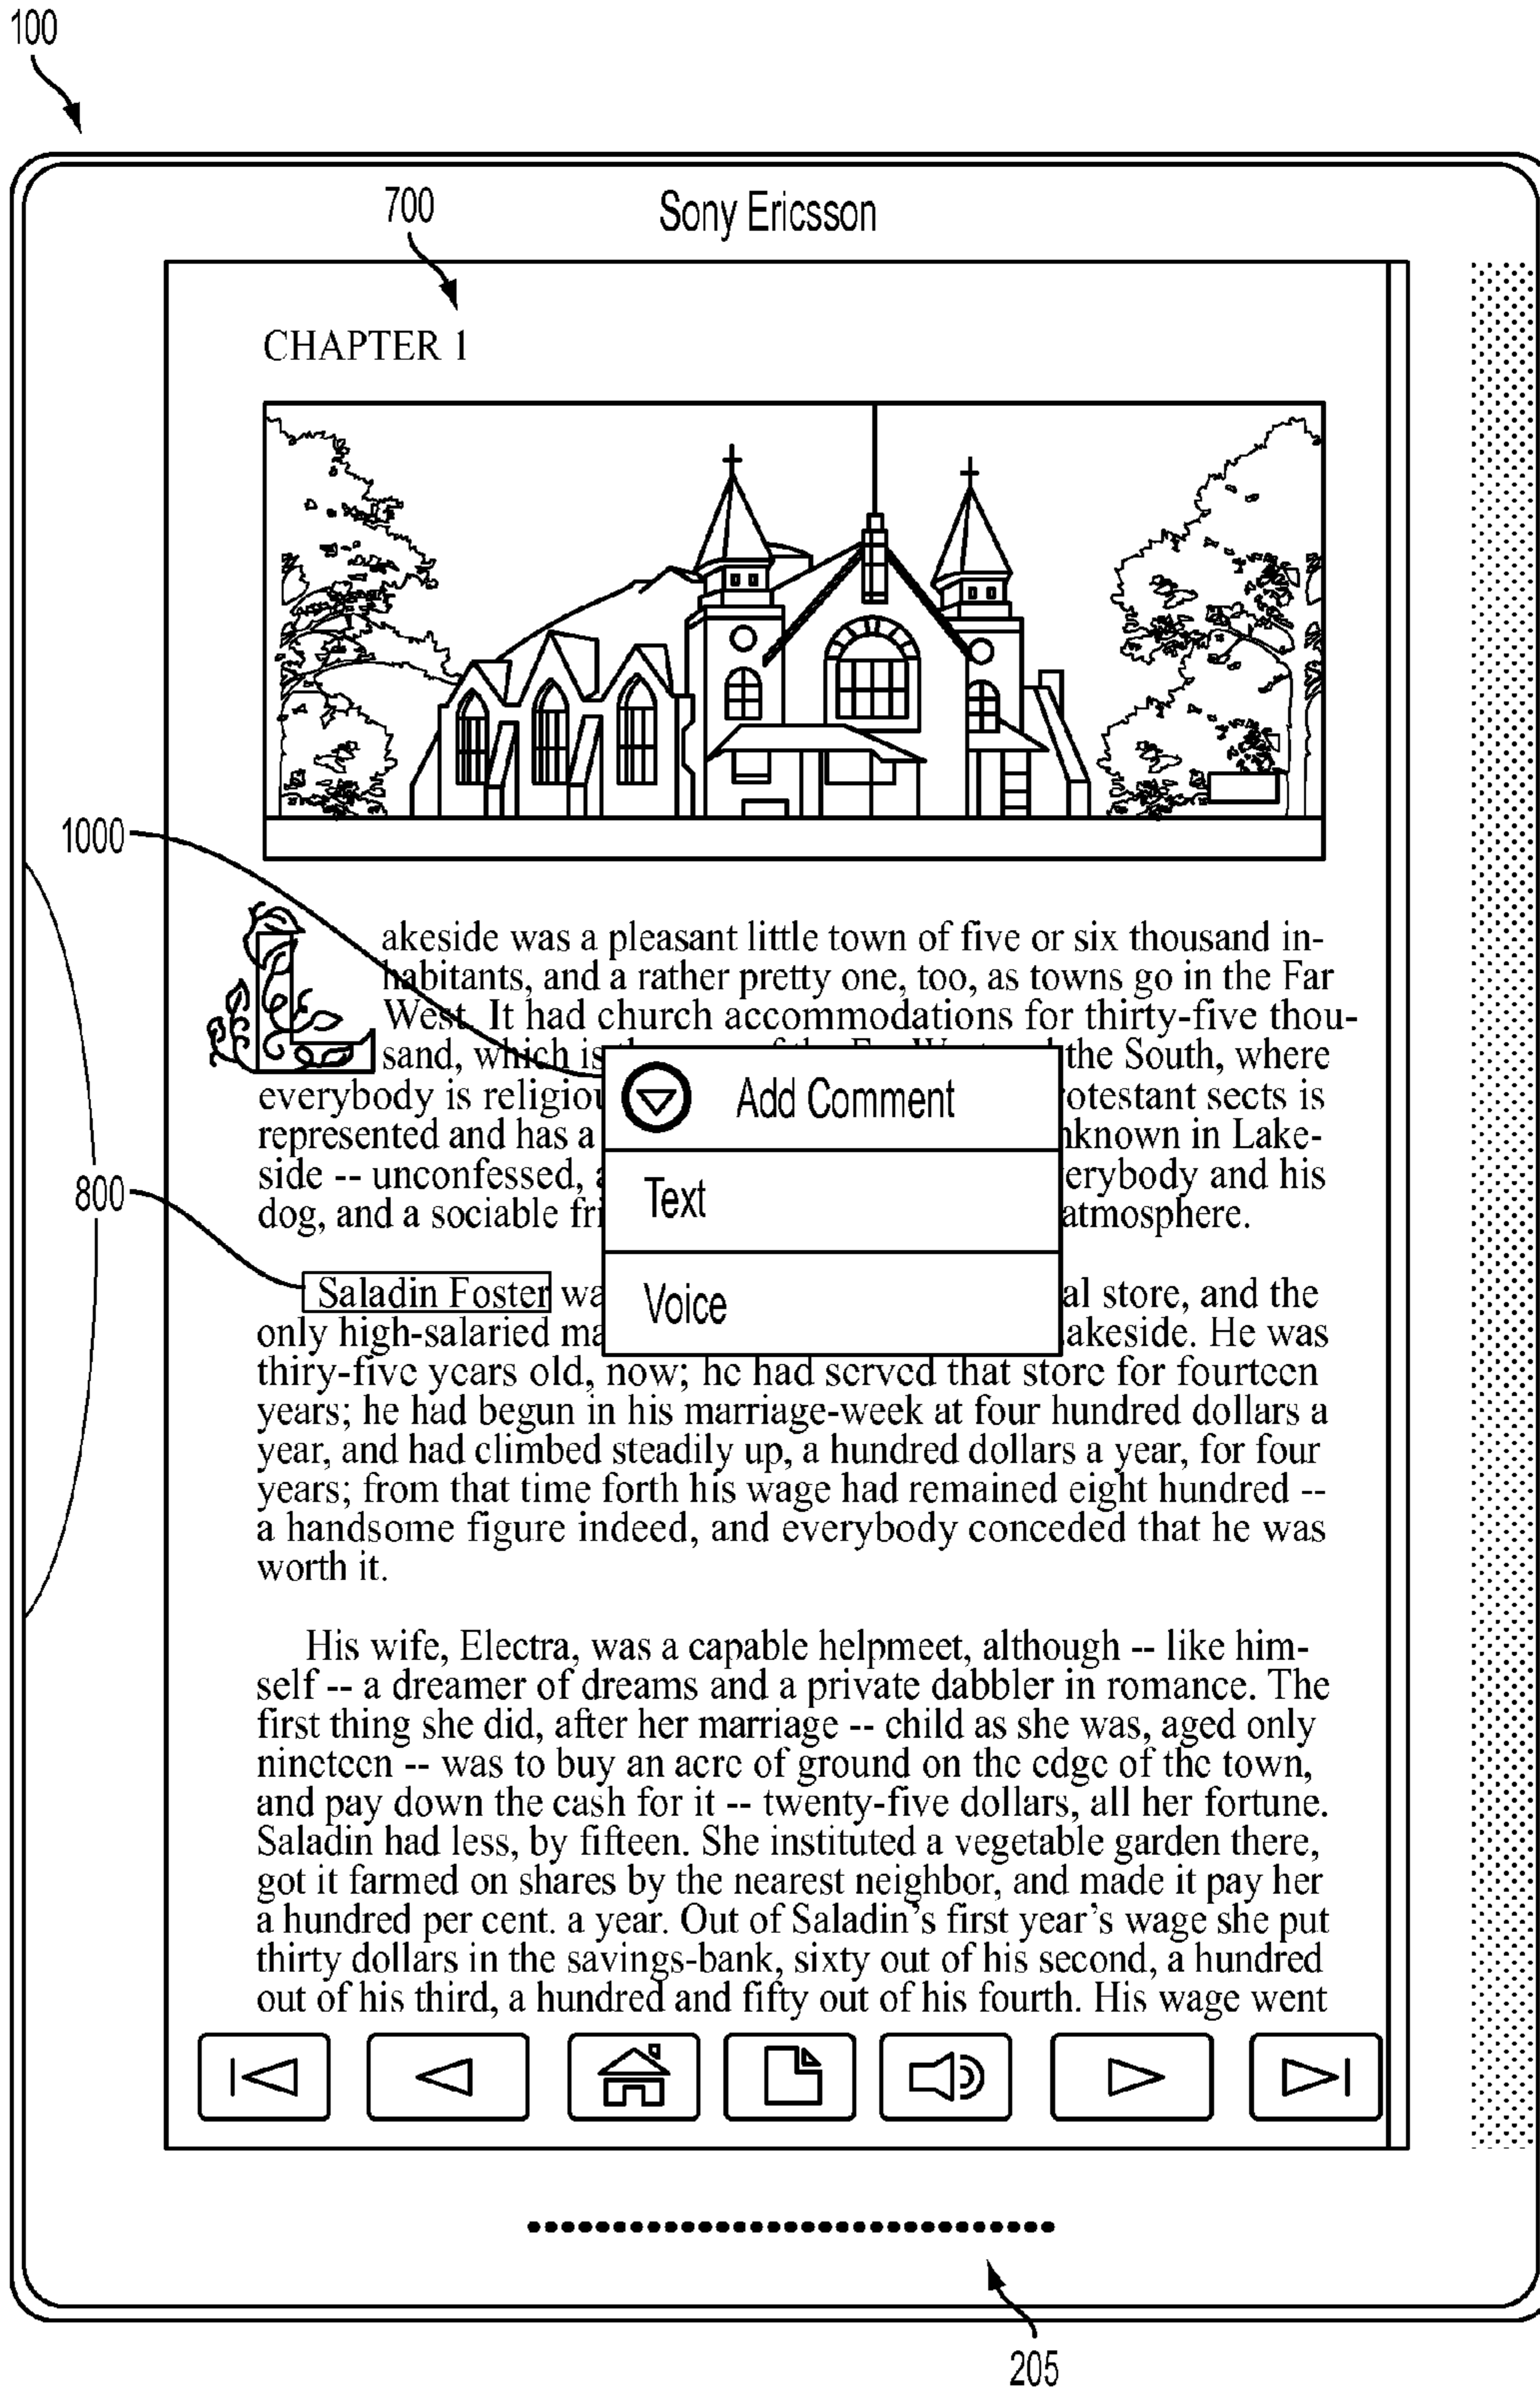 100
700
Sony Ericsson
CHAPTER 1
1000
Lakeside was a pleasant little town of five or six thousand in-
habitants, and a rather pretty one, too, as towns go in the Far
West. It had church accommodations for thirty-five thou-
sand, which is the South, where
everybody is religiou rotestant sects is
represented and has a nknown in Lake-
side -- unconfessed, a erybody and his
dog, and a sociable fri atmosphere.
Add Comment
Text
Voice
800
Saladin Foster wa al store, and the
only high-salaried ma akeside. He was
thiry-five years old, now; he had served that store for fourteen
years; he had begun in his marriage-week at four hundred dollars a
year, and had climbed steadily up, a hundred dollars a year, for four
years; from that time forth his wage had remained eight hundred --
a handsome figure indeed, and everybody conceded that he was
worth it.
His wife, Electra, was a capable helpmeet, although -- like him-
self -- a dreamer of dreams and a private dabbler in romance. The
first thing she did, after her marriage -- child as she was, aged only
nineteen -- was to buy an acre of ground on the edge of the town,
and pay down the cash for it -- twenty-five dollars, all her fortune.
Saladin had less, by fifteen. She instituted a vegetable garden there,
got it farmed on shares by the nearest neighbor, and made it pay her
a hundred per cent. a year. Out of Saladin's first year's wage she put
thirty dollars in the savings-bank, sixty out of his second, a hundred
out of his third, a hundred and fifty out of his fourth. His wage went
205